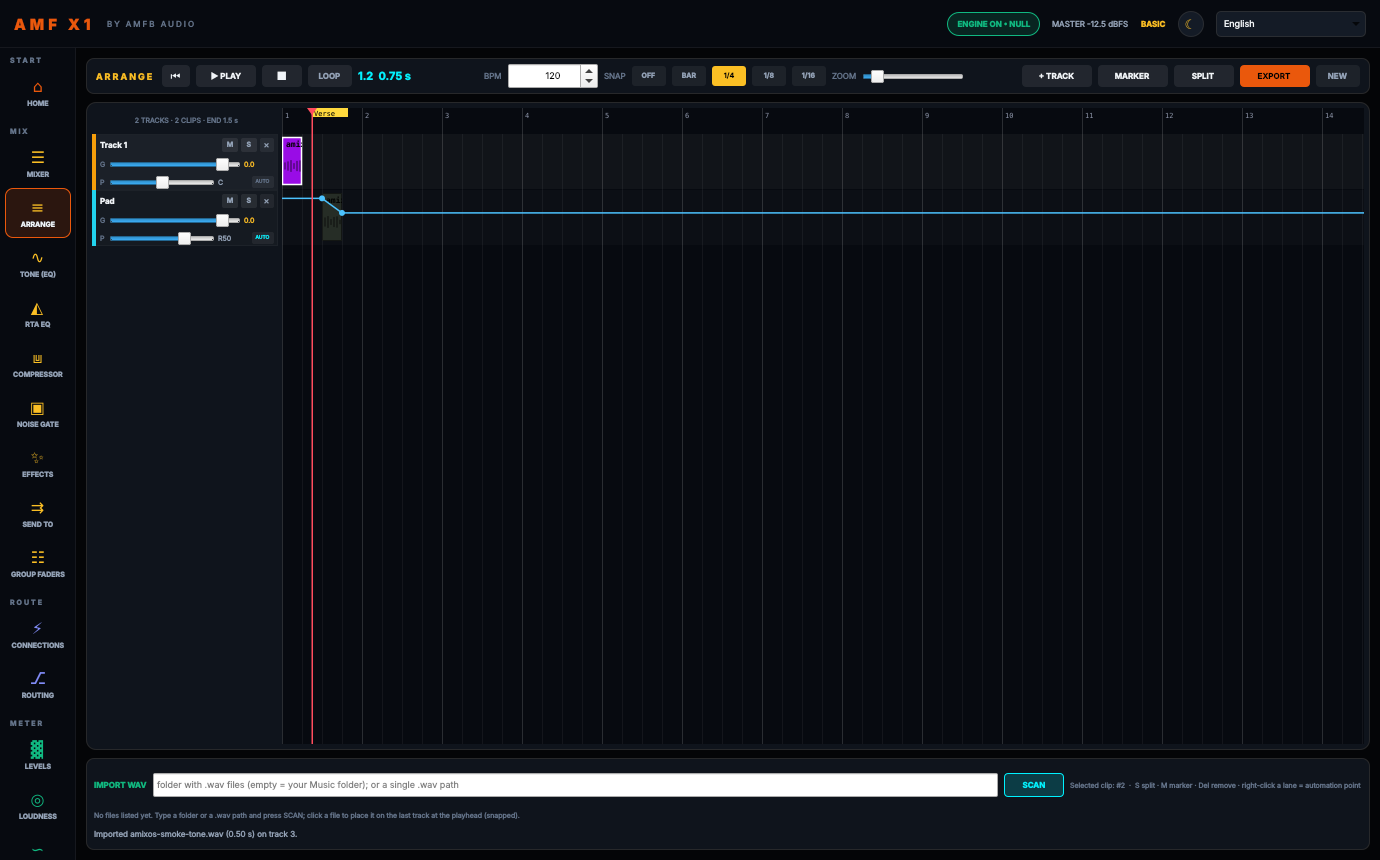 AMF X1 BY AMFB AUDIO
ENGINE ON • NULL MASTER -12.5 dBFS BASIC English
START
HOME
MIX
MIXER
ARRANGE
TONE (EQ)
RTA EQ
COMPRESSOR
NOISE GATE
EFFECTS
SEND TO
GROUP FADERS
ROUTE
CONNECTIONS
ROUTING
METER
LEVELS
LOUDNESS
ARRANGE PLAY LOOP 1.2 0.75 s BPM 120 SNAP OFF BAR 1/4 1/8 1/16 ZOOM + TRACK MARKER SPLIT EXPORT NEW
2 TRACKS · 2 CLIPS · END 1.5 s
1 Verse 2 3 4 5 6 7 8 9 10 11 12 13 14
Track 1 M S ×
G 0.0
P C AUTO
Pad M S ×
G 0.0
P R50 AUTO
IMPORT WAV folder with .wav files (empty = your Music folder); or a single .wav path SCAN Selected clip: #2 · S split · M marker · Del remove · right-click a lane = automation point
No files listed yet. Type a folder or a .wav path and press SCAN; click a file to place it on the last track at the playhead (snapped).
Imported amixos-smoke-tone.wav (0.50 s) on track 3.